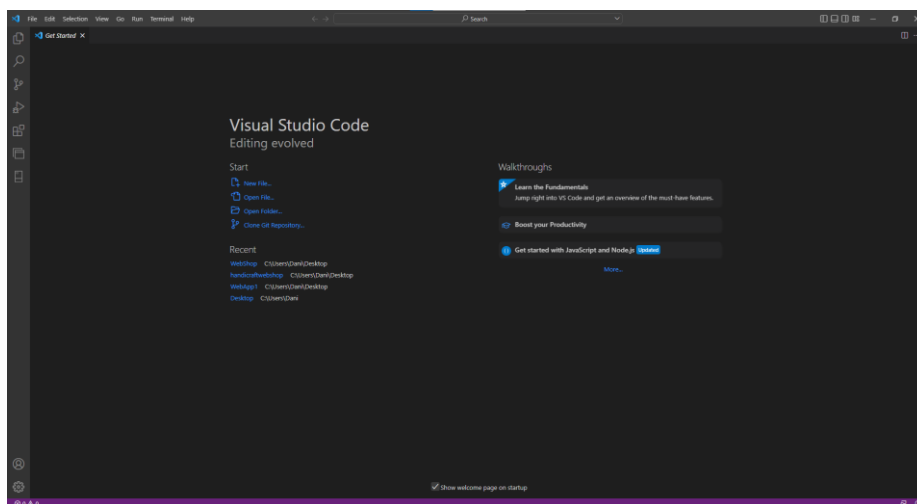 File Edit Selection View Go Run Terminal Help
Search
Get Started
Visual Studio Code
Editing evolved
Start
New File...
Open File...
Open Folder...
Clone Git Repository...
Recent
WebShop C:\Users\Dani\Desktop
handicraftwebshop C:\Users\Dani\Desktop
WebApp1 C:\Users\Dani\Desktop
Desktop C:\Users\Dani
Walkthroughs
Learn the Fundamentals
Jump right into VS Code and get an overview of the must-have features.
Boost your Productivity
Get started with JavaScript and Node.js Updated
More...
Show welcome page on startup